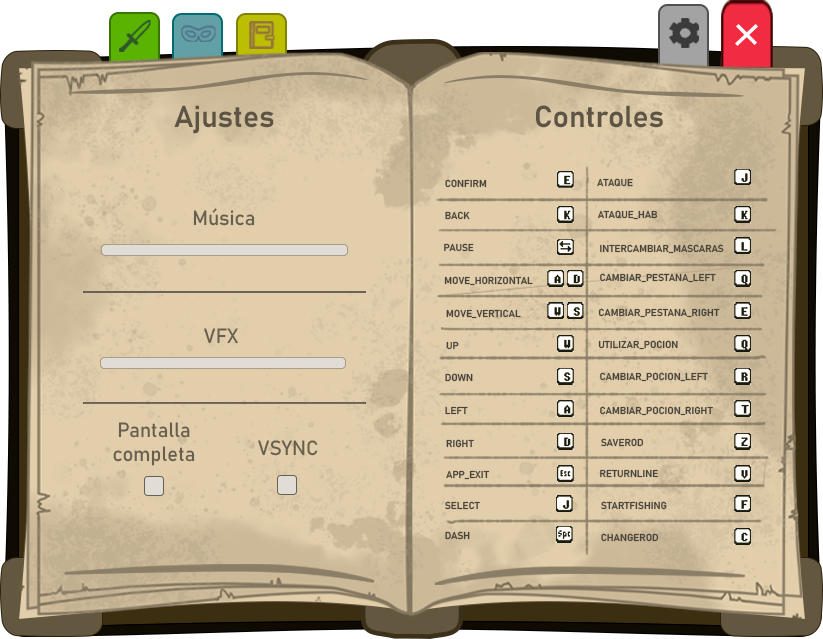 Ajustes
Música
VFX
Pantalla
completa
VSYNC
Controles
CONFIRM E
BACK K
PAUSE
MOVE_HORIZONTAL A D
MOVE_VERTICAL W S
UP W
DOWN S
LEFT A
RIGHT D
APP_EXIT Esc
SELECT J
DASH Spc
ATAQUE J
ATAQUE_HAB K
INTERCAMBIAR_MASCARAS L
CAMBIAR_PESTANA_LEFT Q
CAMBIAR_PESTANA_RIGHT E
UTILIZAR_POCION Q
CAMBIAR_POCION_LEFT R
CAMBIAR_POCION_RIGHT T
SAVEROD Z
RETURNLINE V
STARTFISHING F
CHANGEROD C